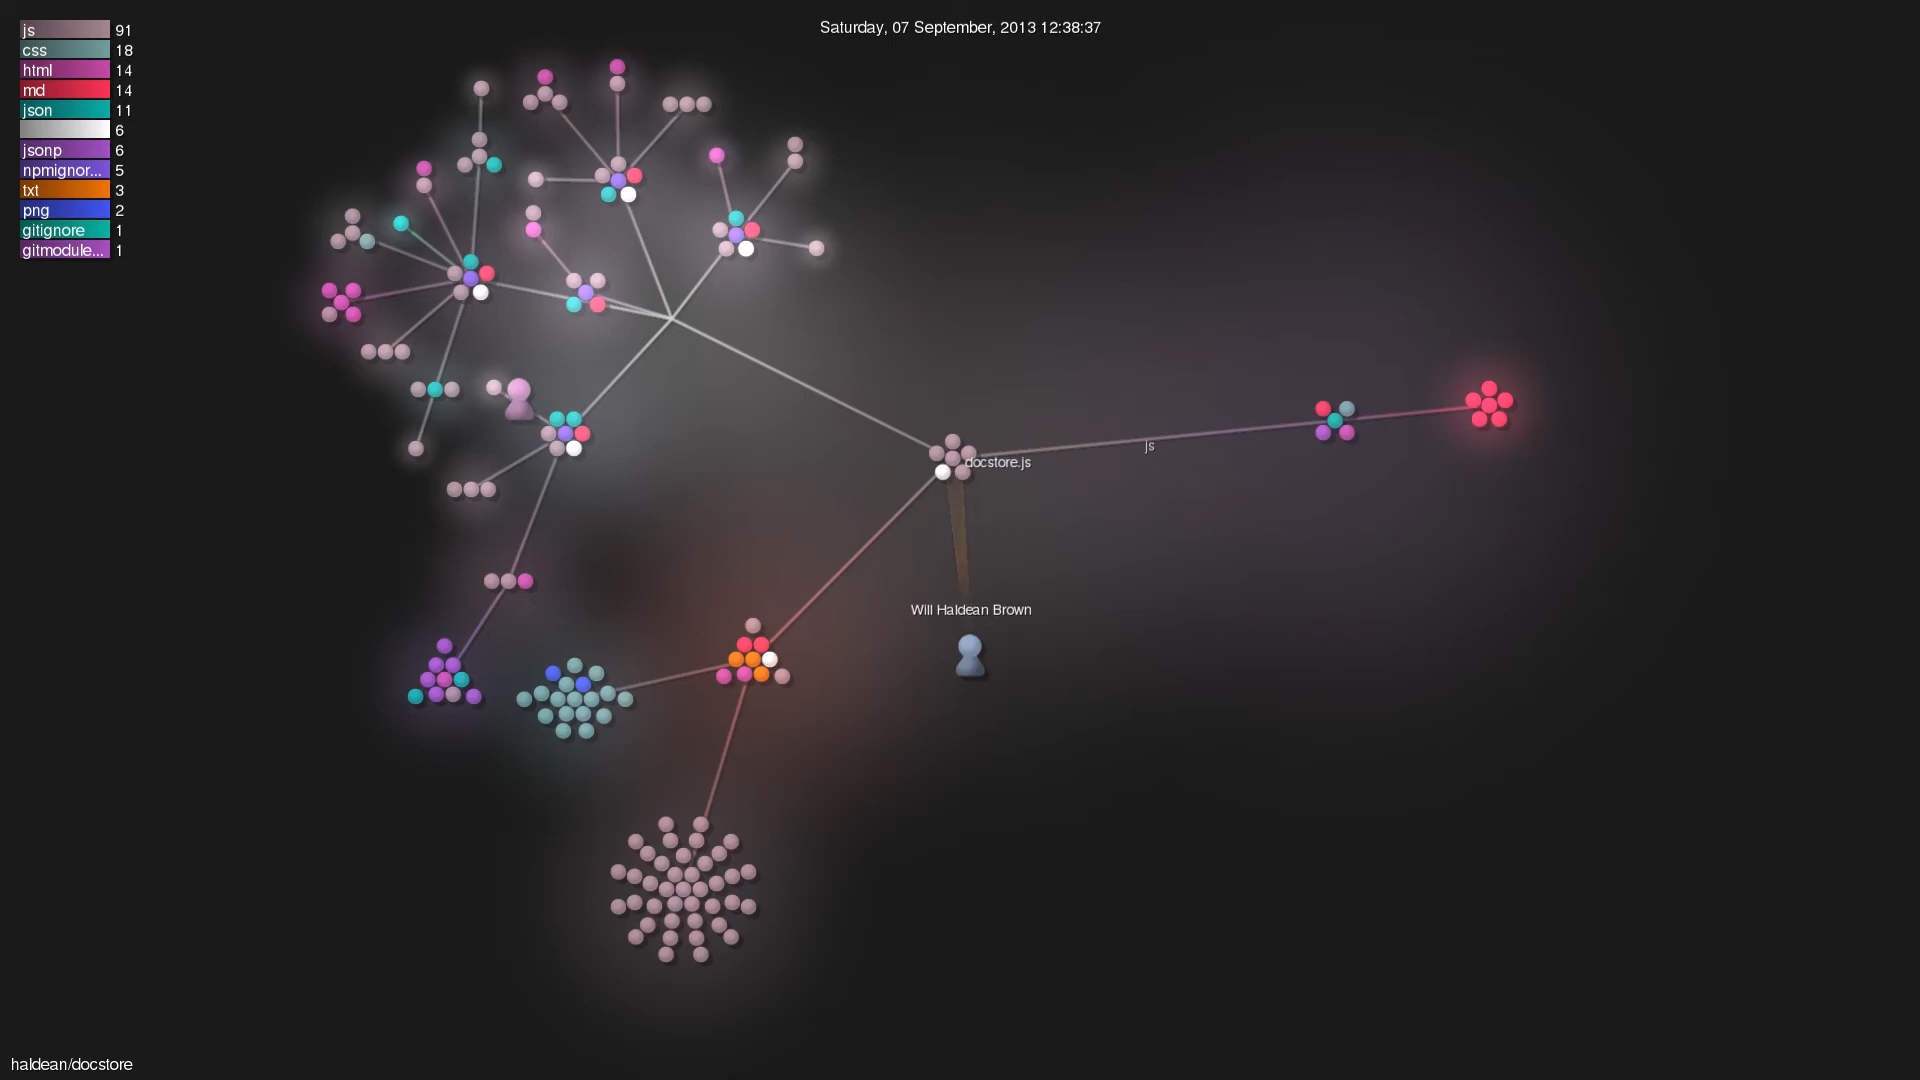 Saturday, 07 September, 2013 12:38:37
js 91
css 18
html 14
md 14
json 11
6
jsonp 6
npmignor... 5
txt 3
png 2
gitignore 1
gitmodule... 1
js
docstore.js
Will Haldean Brown
haldean/docstore